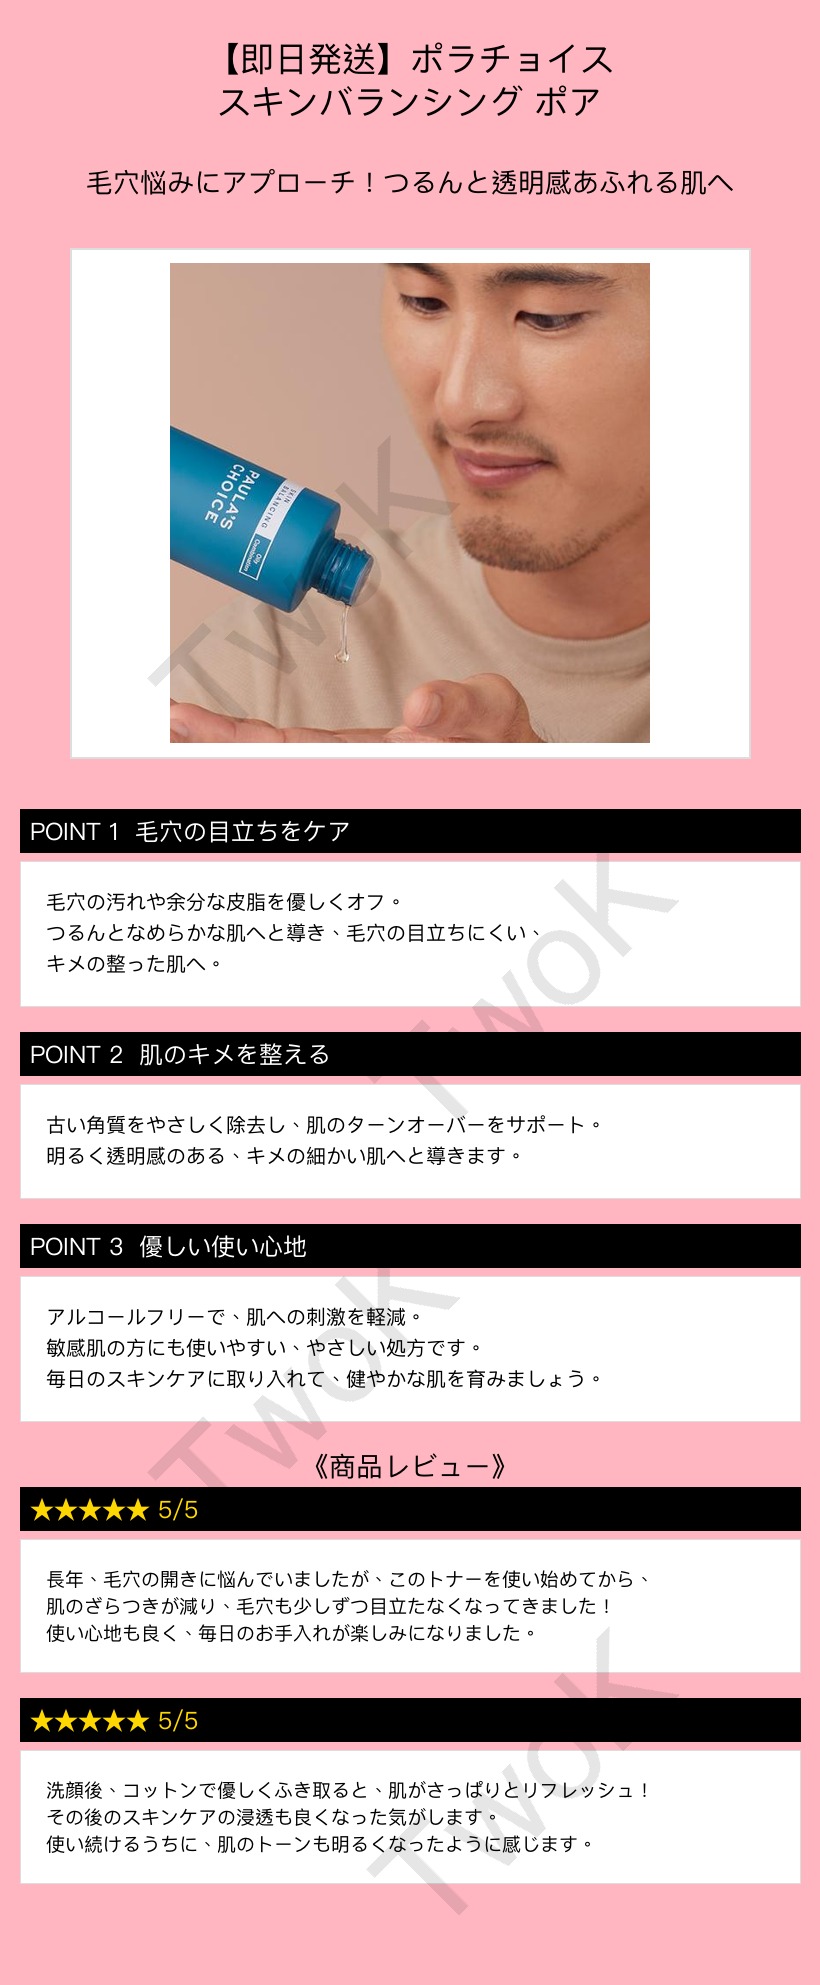 【即日発送】ポラチョイス
スキンバランシング ポア
毛穴悩みにアプローチ！つるんと透明感あふれる肌へ
PAULA'S
CHOICE
SKIN
BALANCING
Oily
Combination
TwoK
POINT 1 毛穴の目立ちをケア
毛穴の汚れや余分な皮脂を優しくオフ。
つるんとなめらかな肌へと導き、毛穴の目立ちにくい、
キメの整った肌へ。
TwoK
POINT 2 肌のキメを整える
古い角質をやさしく除去し、肌のターンオーバーをサポート。
明るく透明感のある、キメの細かい肌へと導きます。
POINT 3 優しい使い心地
アルコールフリーで、肌への刺激を軽減。
敏感肌の方にも使いやすい、やさしい処方です。
毎日のスキンケアに取り入れて、健やかな肌を育みましょう。
TwoK
《商品レビュー》
★★★★★ 5/5
長年、毛穴の開きに悩んでいましたが、このトナーを使い始めてから、
肌のざらつきが減り、毛穴も少しずつ目立たなくなってきました！
使い心地も良く、毎日のお手入れが楽しみになりました。
★★★★★ 5/5
洗顔後、コットンで優しくふき取ると、肌がさっぱりとリフレッシュ！
その後のスキンケアの浸透も良くなった気がします。
使い続けるうちに、肌のトーンも明るくなったように感じます。
TwoK